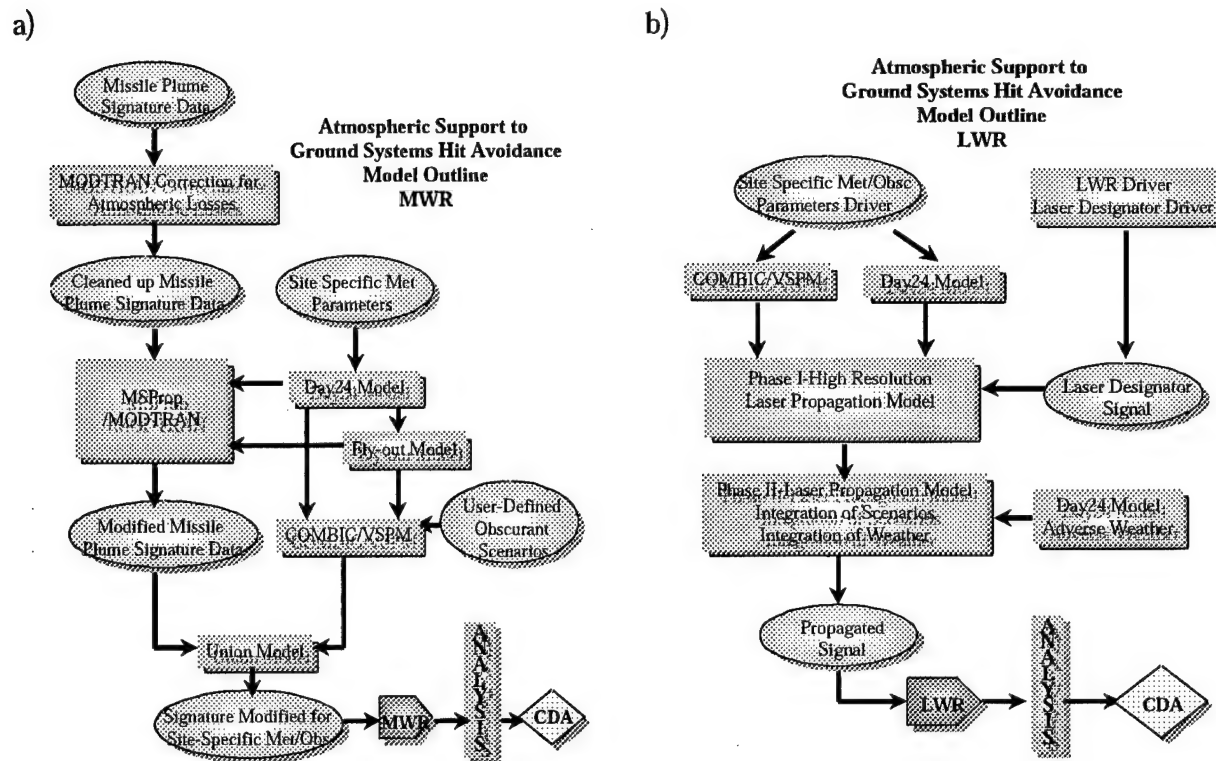 a)
Missile Plume
Signature Data
Atmospheric Support to
Ground Systems Hit Avoidance
Model Outline
MWR
MODTRAN Correction for
Atmospheric Losses
Cleaned up Missile
Plume Signature Data
Site Specific Met
Parameters
M&Prop
/MODTRAN
Day24 Model
Fly-out Model
Modified Missile
Plume Signature Data
COMBIC/VSPM
User-Defined
Obscurant
Scenarios
Union Model
Signature Modified for
Site-Specific Met/Obs
MWR
ANALYSIS
CDA
b)
Atmospheric Support to
Ground Systems Hit Avoidance
Model Outline
LWR
Site Specific Met/Obsc
Parameters Driver
LWR Driver
Laser Designator Driver
COMBIC/VSPM
Day24 Model
Phase I-High Resolution
Laser Propagation Model
Laser Designator
Signal
Phase II-Laser Propagation Model
Integration of Scenarios
Integration of Weather
Day24 Model
Adverse Weather
Propagated
Signal
LWR
ANALYSIS
CDA